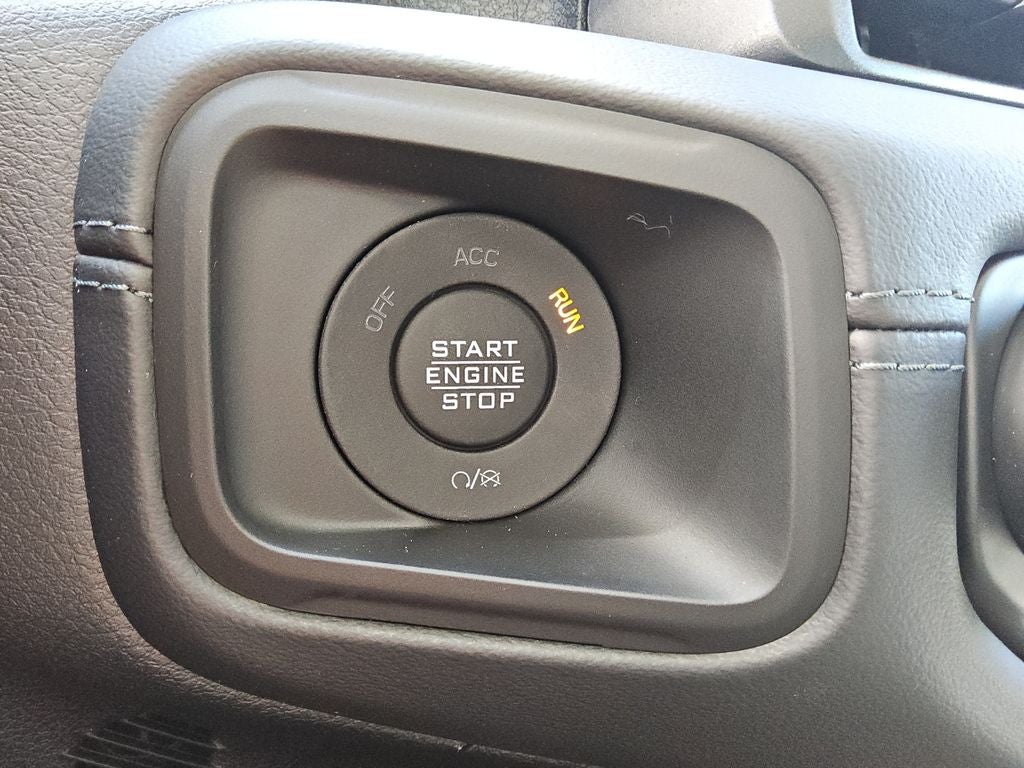 ACC
OFF
RUN
START
ENGINE
STOP